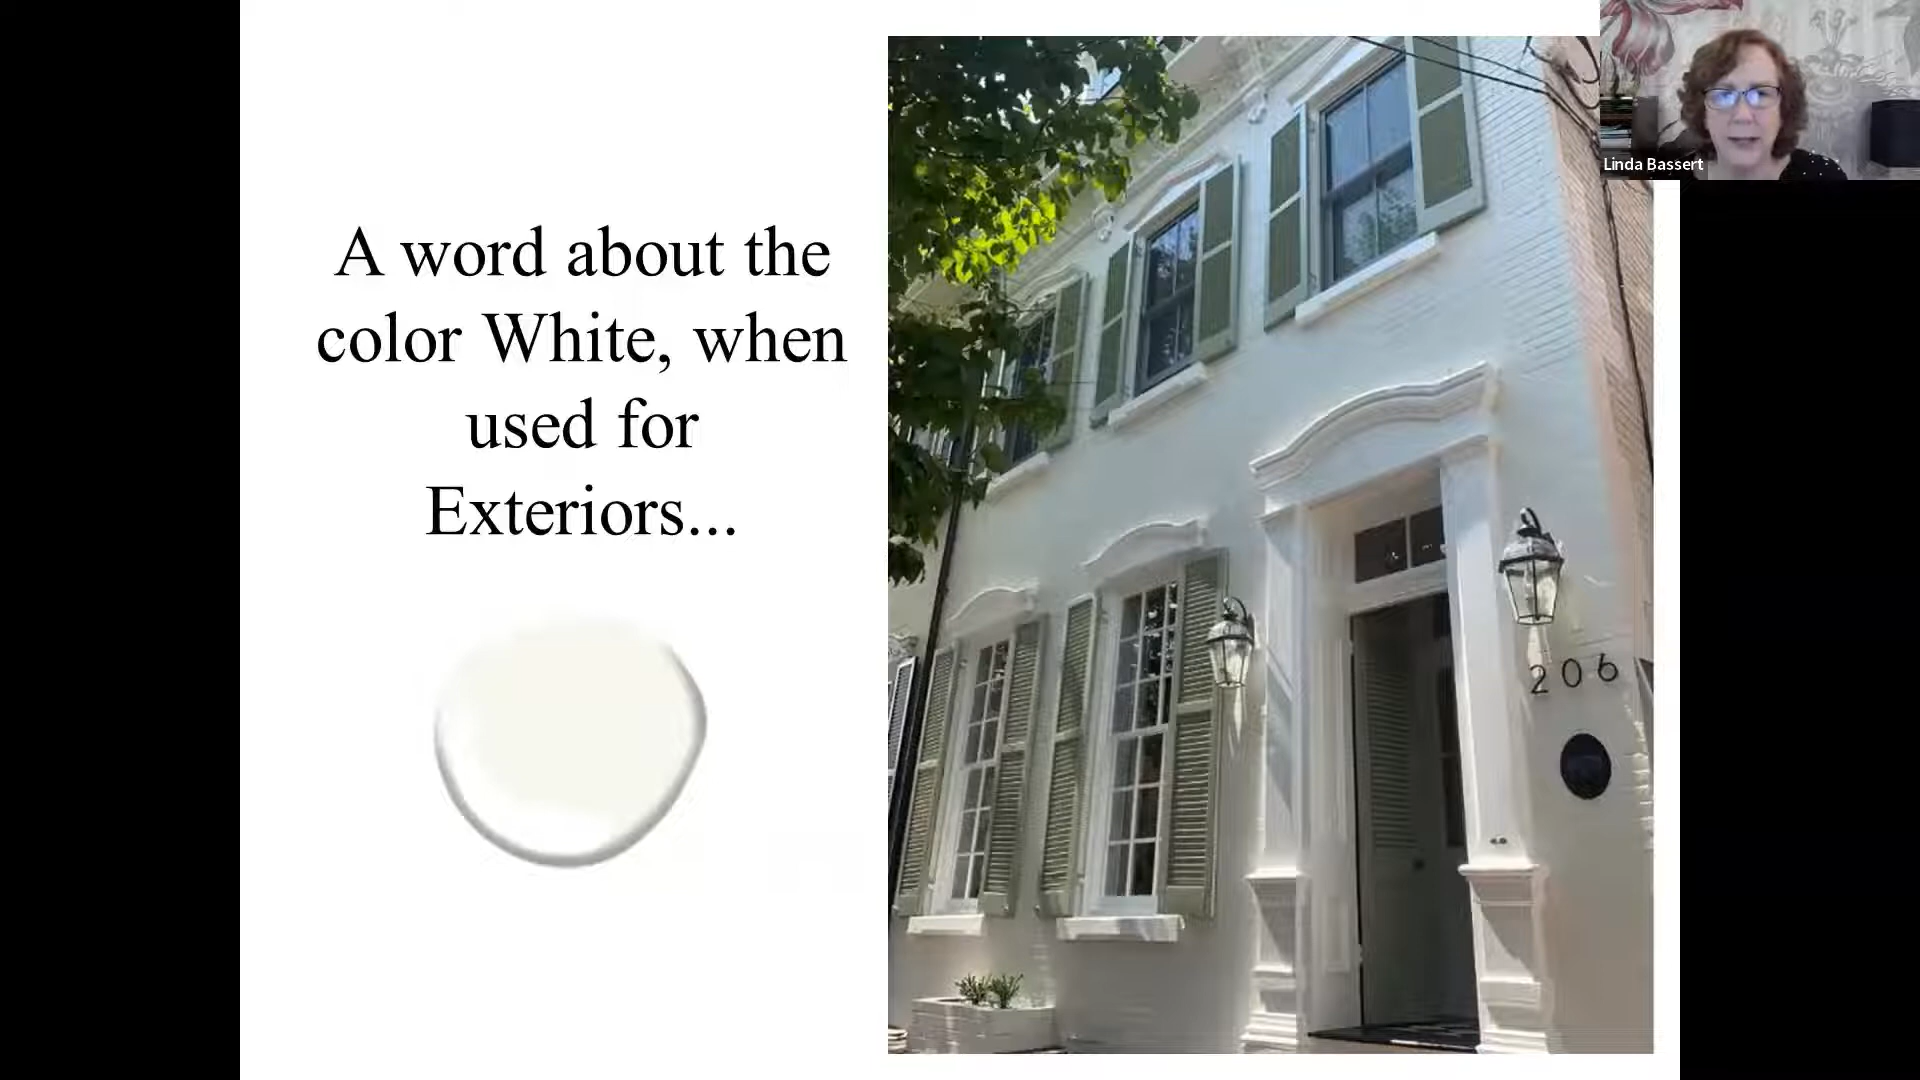 A word about the
color White, when
used for
Exteriors...
Linda Bassert
206